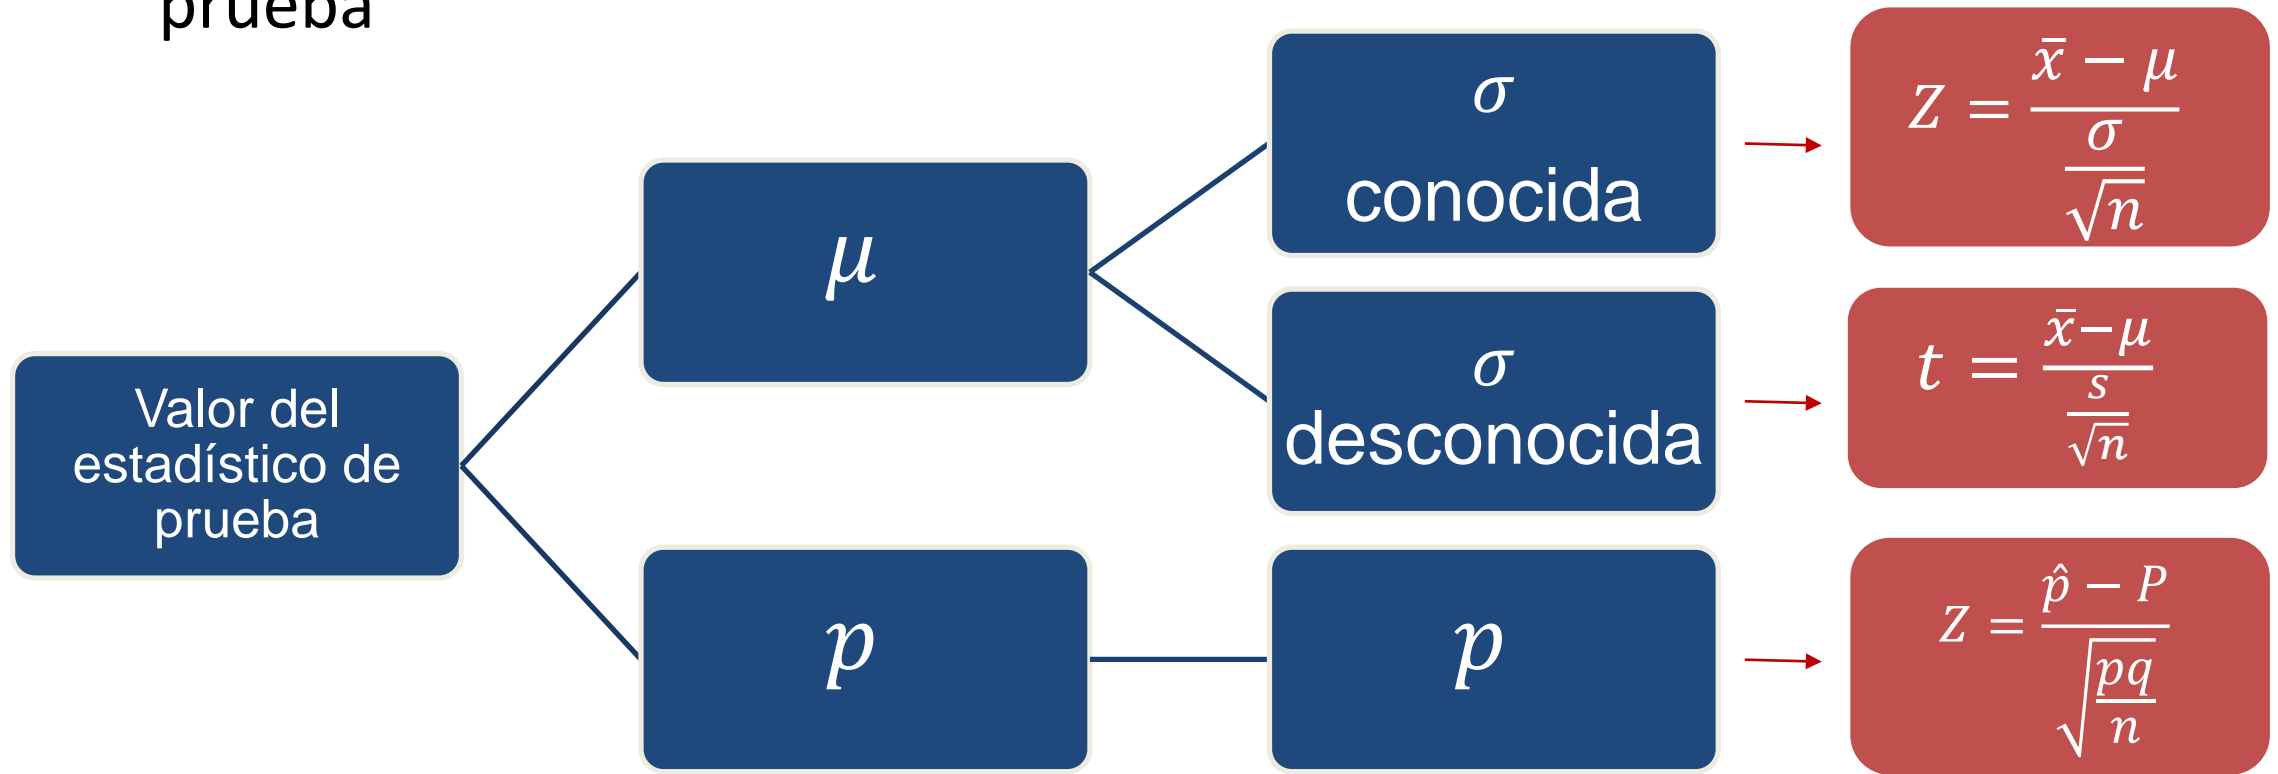 prueba
Valor del
estadístico de
prueba
μ
σ
conocida
Z = (x̄ − μ) / (σ / √n)
σ
desconocida
t = (x̄ − μ) / (s / √n)
p
p
z = (p̂ − P) / √(pq / n)